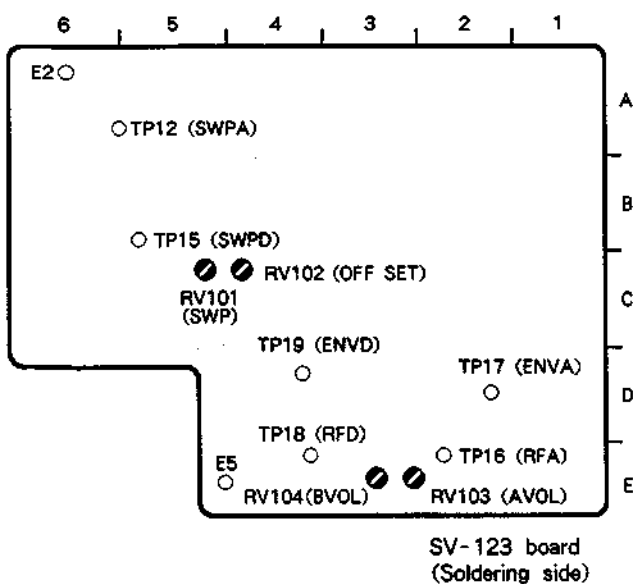 6 5 4 3 2 1
E2
A
TP12 (SWPA)
B
TP15 (SWPD)
RV102 (OFF SET)
RV101
(SWP)
C
TP19 (ENVD)
TP17 (ENVA)
D
TP18 (RFD)
E5
TP16 (RFA)
RV104(BVOL)
RV103 (AVOL)
E
SV-123 board
(Soldering side)